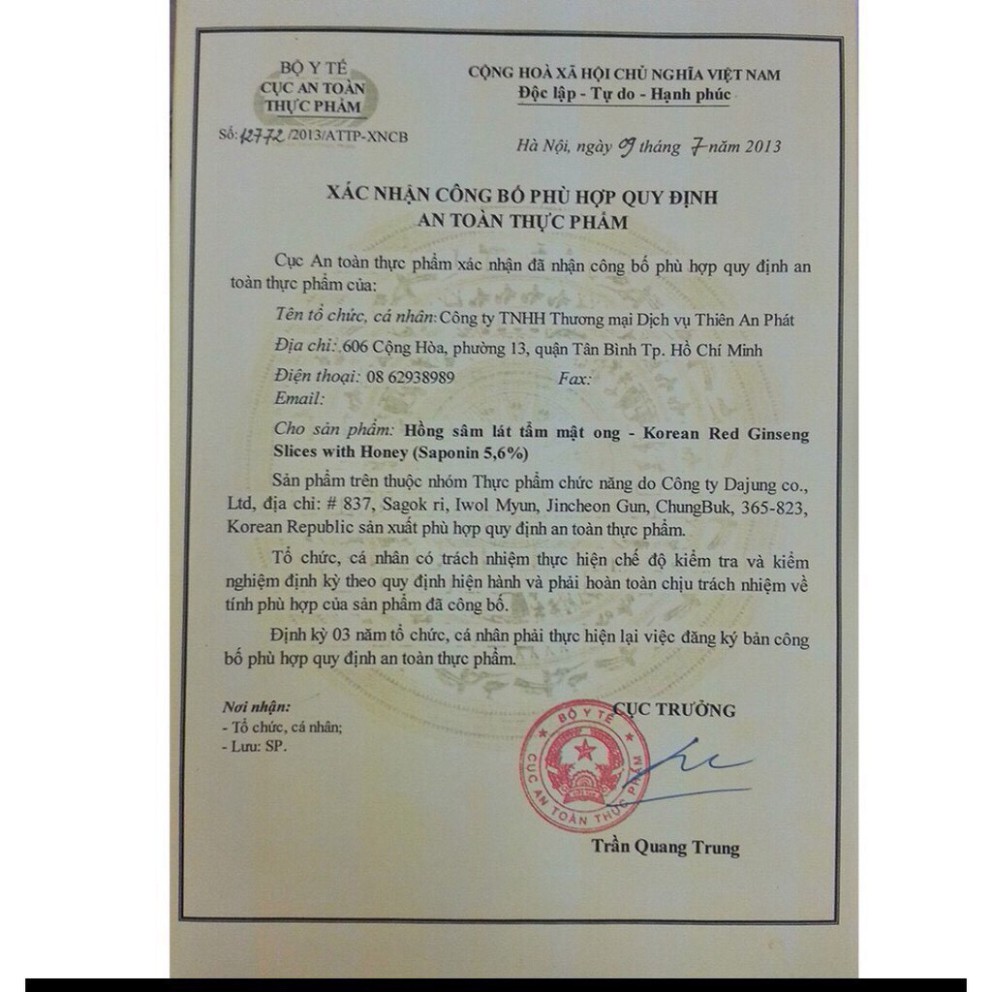 BỘ Y TẾ
CỤC AN TOÀN
THỰC PHẨM
Số: 12772/2013/ATTP-XNCB
CỘNG HOÀ XÃ HỘI CHỦ NGHĨA VIỆT NAM
Độc lập - Tự do - Hạnh phúc
Hà Nội, ngày 09 tháng 7 năm 2013
XÁC NHẬN CÔNG BỐ PHÙ HỢP QUY ĐỊNH
AN TOÀN THỰC PHẨM
Cục An toàn thực phẩm xác nhận đã nhận công bố phù hợp quy định an
toàn thực phẩm của:
Tên tổ chức, cá nhân: Công ty TNHH Thương mại Dịch vụ Thiên An Phát
Địa chỉ: .606 Cộng Hòa, phường 13, quận Tân Bình Tp. Hồ Chí Minh
Điện thoại: 08 62938989 Fax:
Email:
Cho sản phẩm: Hồng sâm lát tẩm mật ong - Korean Red Ginseng
Slices with Honey (Saponin 5,6%)
Sản phẩm trên thuộc nhóm Thực phẩm chức năng do Công ty Dajung co.,
Ltd, địa chỉ: # 837, Sagok ri, Iwol Myun, Jincheon Gun, ChungBuk, 365-823,
Korean Republic sản xuất phù hợp quy định an toàn thực phẩm.
Tổ chức, cá nhân có trách nhiệm thực hiện chế độ kiểm tra và kiểm
nghiệm định kỳ theo quy định hiện hành và phải hoàn toàn chịu trách nhiệm về
tính phù hợp của sản phẩm đã công bố.
Định kỳ 03 năm tổ chức, cá nhân phải thực hiện lại việc đăng ký bản công
bố phù hợp quy định an toàn thực phẩm.
Nơi nhận:
- Tổ chức, cá nhân;
- Lưu: SP.
CỤC TRƯỞNG
BỘ Y TẾ
CỤC AN TOÀN THỰC PHẨM
Trần Quang Trung